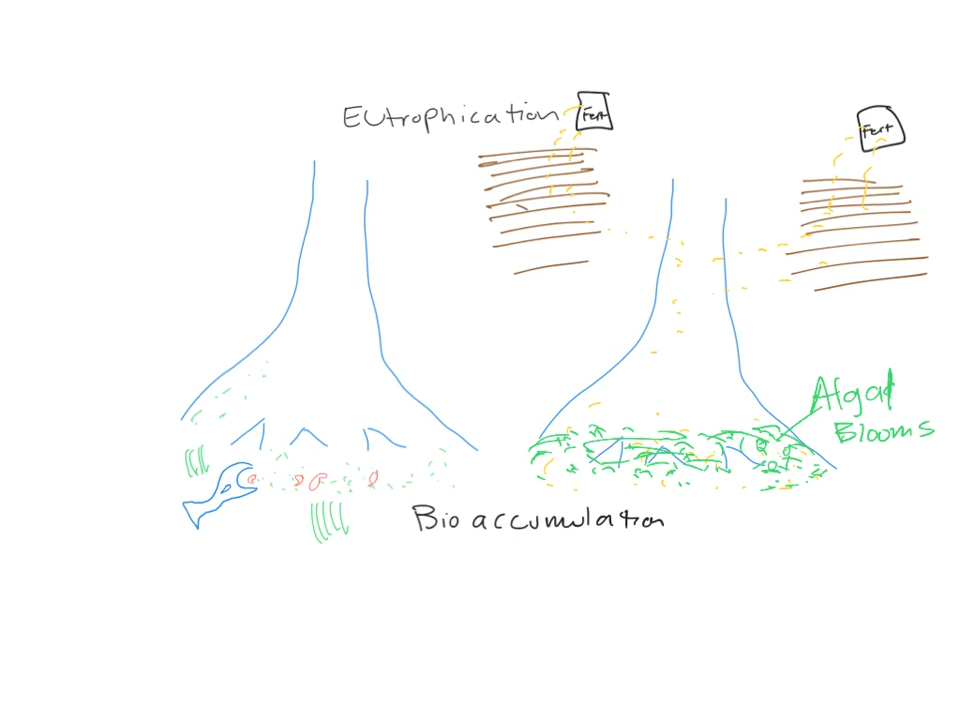 Eutrophication
Fert
Fert
Algal
Blooms
Bioaccumulation